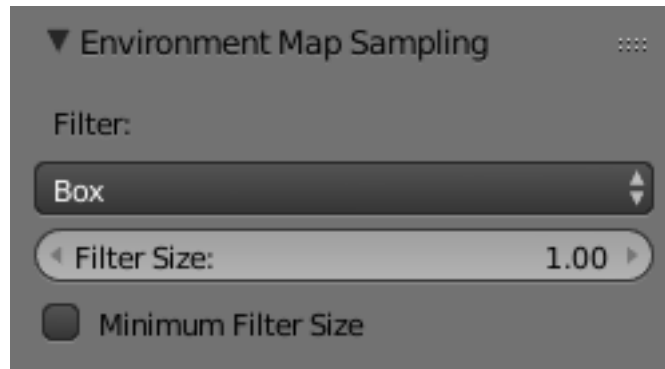 Environment Map Sampling
Filter:
Box
Filter Size: 1.00
Minimum Filter Size